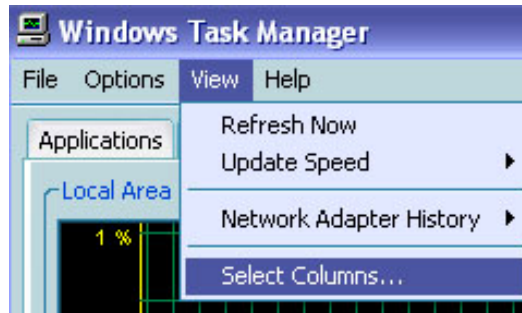 Windows Task Manager
File Options View Help
Applications
Refresh Now
Update Speed
Local Area
Network Adapter History
1 %
Select Columns...